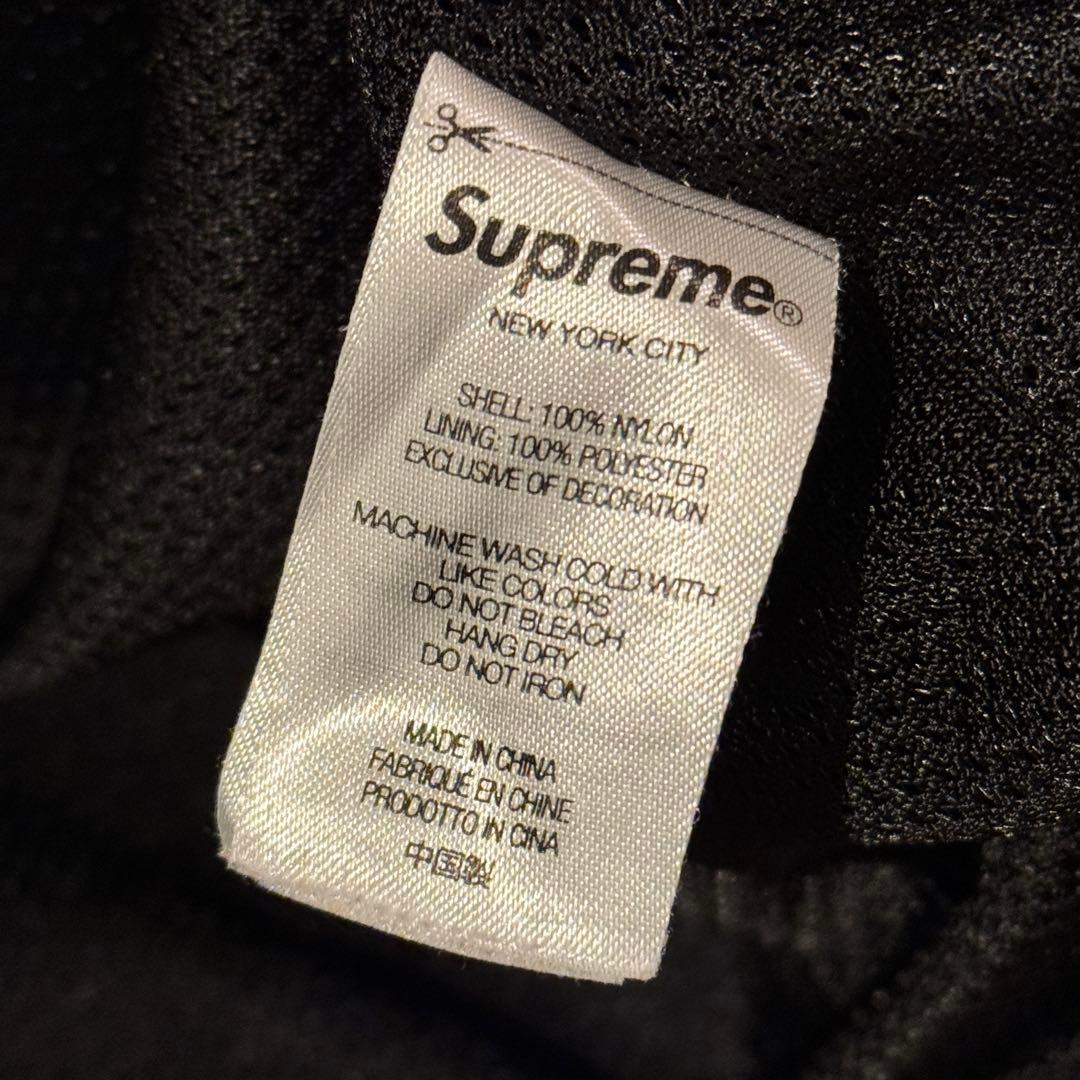 Supreme®
NEW YORK CITY
SHELL: 100% NYLON
LINING: 100% POLYESTER
EXCLUSIVE OF DECORATION
MACHINE WASH COLD WITH
LIKE COLORS
DO NOT BLEACH
HANG DRY
DO NOT IRON
MADE IN CHINA
FABRIQUÉ EN CHINE
PRODOTTO IN CINA
中国製